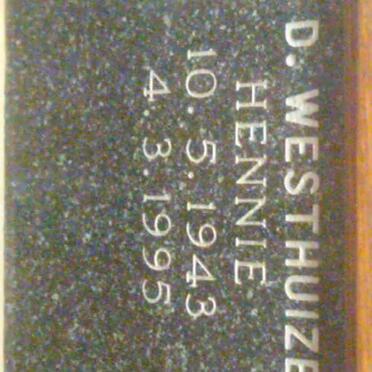 D. WESTHUIZE
HENNIE
10. 5.1943
4. 3.1995